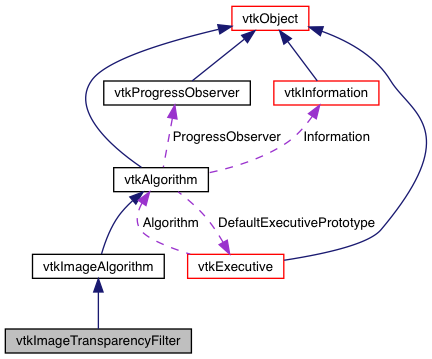 vtkObject
vtkProgressObserver
vtkInformation
ProgressObserver
Information
vtkAlgorithm
Algorithm
DefaultExecutivePrototype
vtkImageAlgorithm
vtkExecutive
vtkImageTransparencyFilter